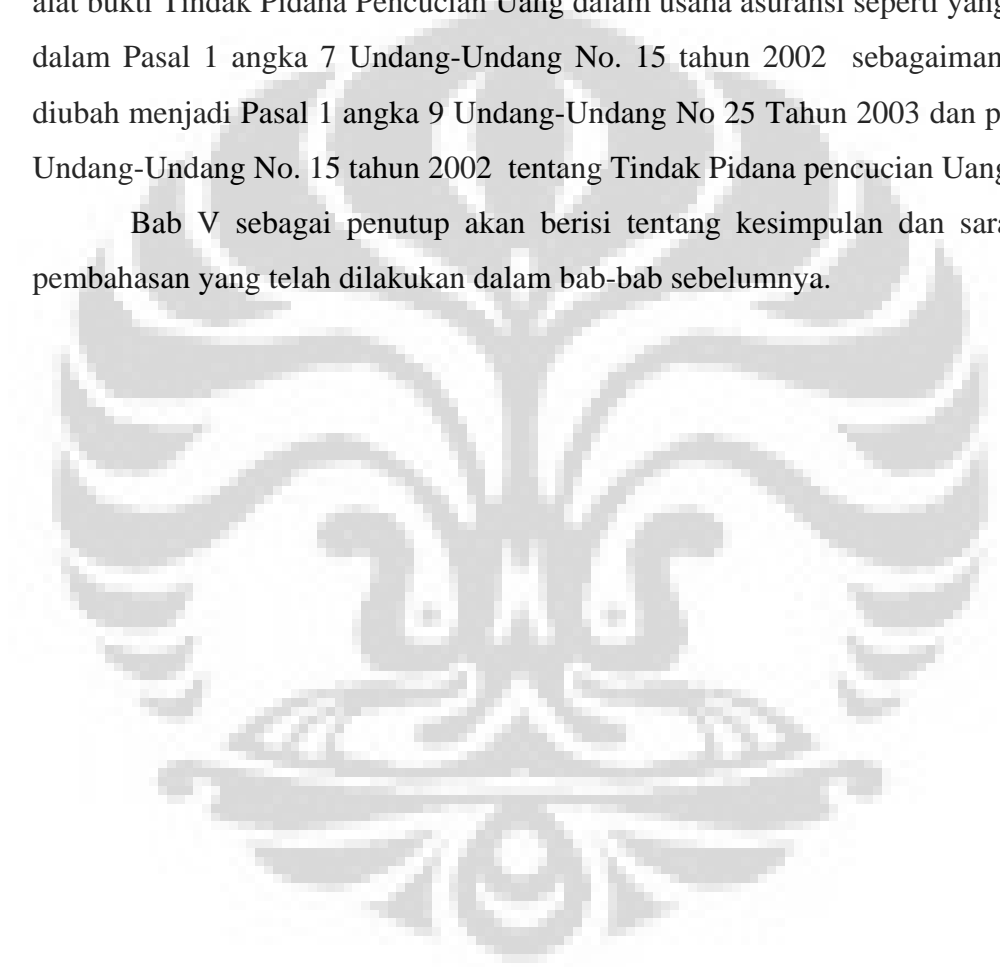 alat bukti Tindak Pidana Pencucian Uang dalam usaha asuransi seperti yang
dalam Pasal 1 angka 7 Undang-Undang No. 15 tahun 2002 sebagaiman
diubah menjadi Pasal 1 angka 9 Undang-Undang No 25 Tahun 2003 dan p
Undang-Undang No. 15 tahun 2002 tentang Tindak Pidana pencucian Uang
Bab V sebagai penutup akan berisi tentang kesimpulan dan sara
pembahasan yang telah dilakukan dalam bab-bab sebelumnya.